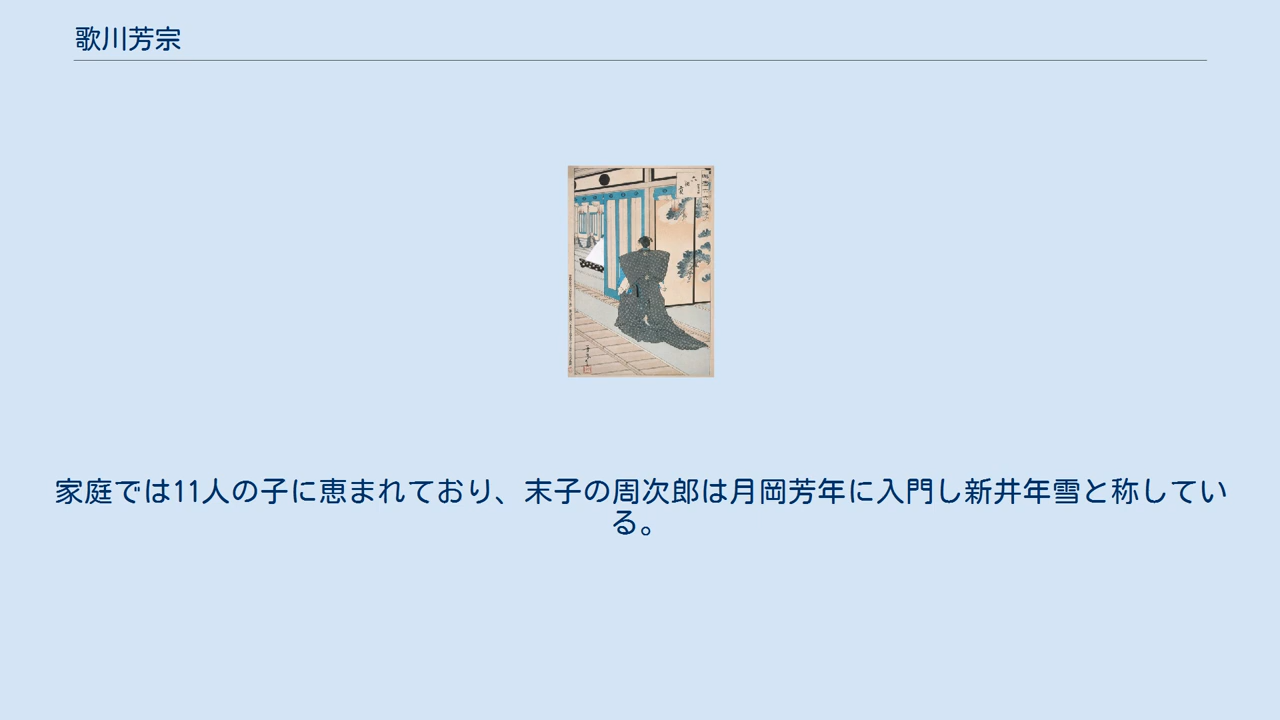 歌川芳宗
家庭では11人の子に恵まれており、末子の周次郎は月岡芳年に入門し新井年雪と称してい
る。